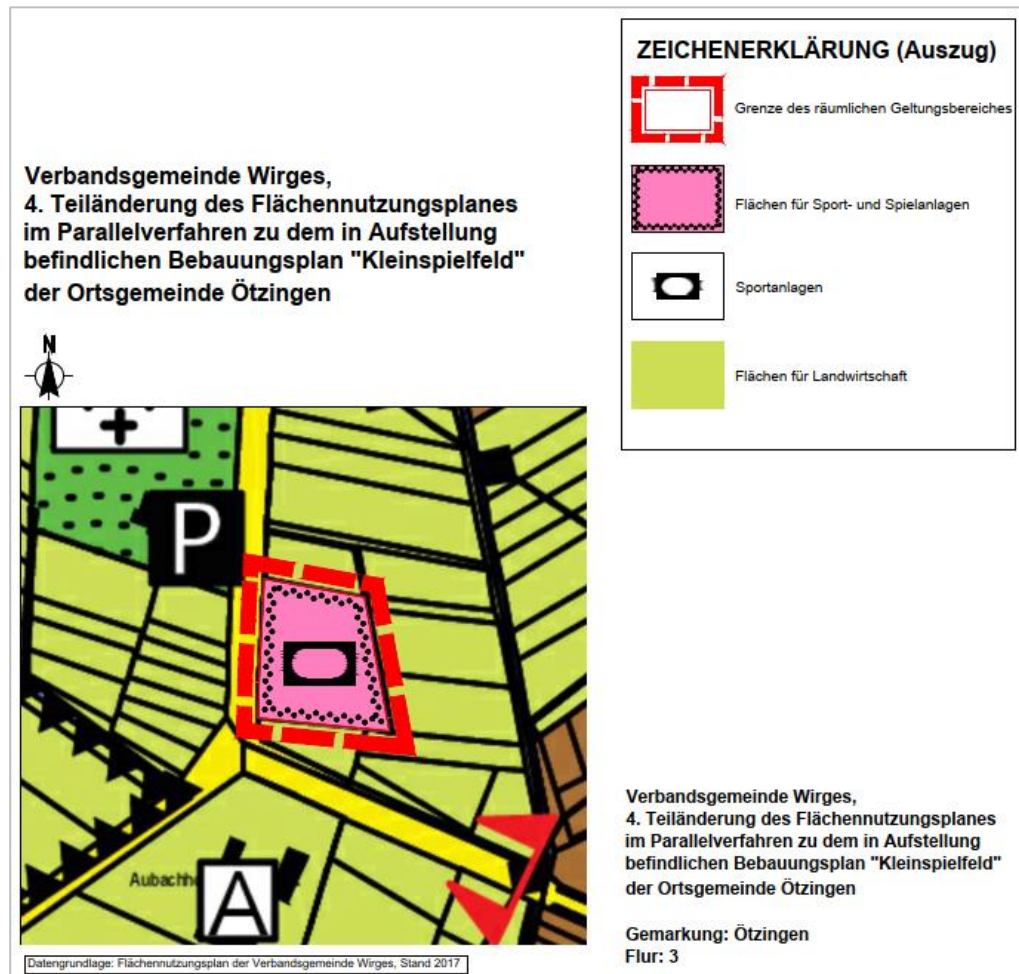 Verbandsgemeinde Wirges,
4. Teiländerung des Flächennutzungsplanes
im Parallelverfahren zu dem in Aufstellung
befindlichen Bebauungsplan "Kleinspielfeld"
der Ortsgemeinde Ötzingen
ZEICHENERKLÄRUNG (Auszug)
Grenze des räumlichen Geltungsbereiches
Flächen für Sport- und Spielanlagen
Sportanlagen
Flächen für Landwirtschaft
N
P
Aubachh
A
Datengrundlage: Flächennutzungsplan der Verbandsgemeinde Wirges, Stand 2017
Verbandsgemeinde Wirges,
4. Teiländerung des Flächennutzungsplanes
im Parallelverfahren zu dem in Aufstellung
befindlichen Bebauungsplan "Kleinspielfeld"
der Ortsgemeinde Ötzingen
Gemarkung: Ötzingen
Flur: 3